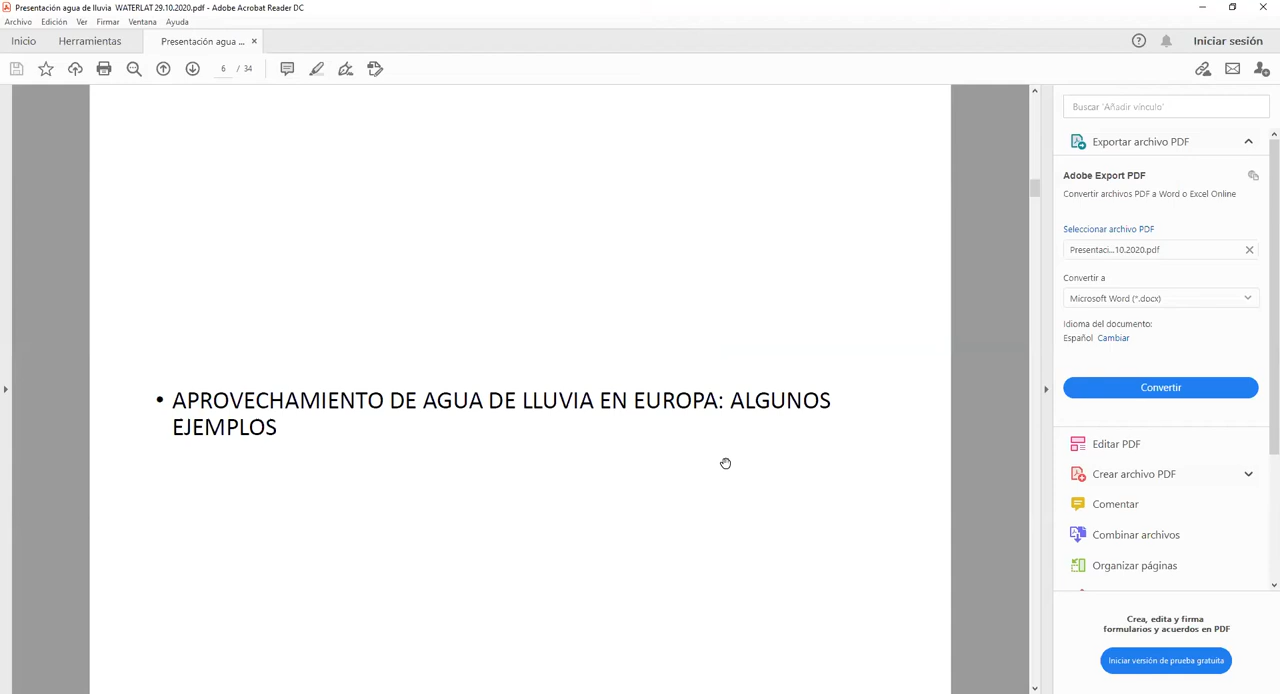 Presentación agua de lluvia  WATERLAT 29.10.2020.pdf - Adobe Acrobat Reader DC
Archivo Edición Ver Firmar Ventana Ayuda
Inicio Herramientas Presentación agua ... × Iniciar sesión
6 / 34
Buscar 'Añadir vínculo'
Exportar archivo PDF
Adobe Export PDF
Convertir archivos PDF a Word o Excel Online
Seleccionar archivo PDF
Presentaci...10.2020.pdf
Convertir a
Microsoft Word (*.docx)
Idioma del documento:
Español Cambiar
Convertir
• APROVECHAMIENTO DE AGUA DE LLUVIA EN EUROPA: ALGUNOS
EJEMPLOS
Editar PDF
Crear archivo PDF
Comentar
Combinar archivos
Organizar páginas
Crea, edita y firma
formularios y acuerdos en PDF
Iniciar versión de prueba gratuita